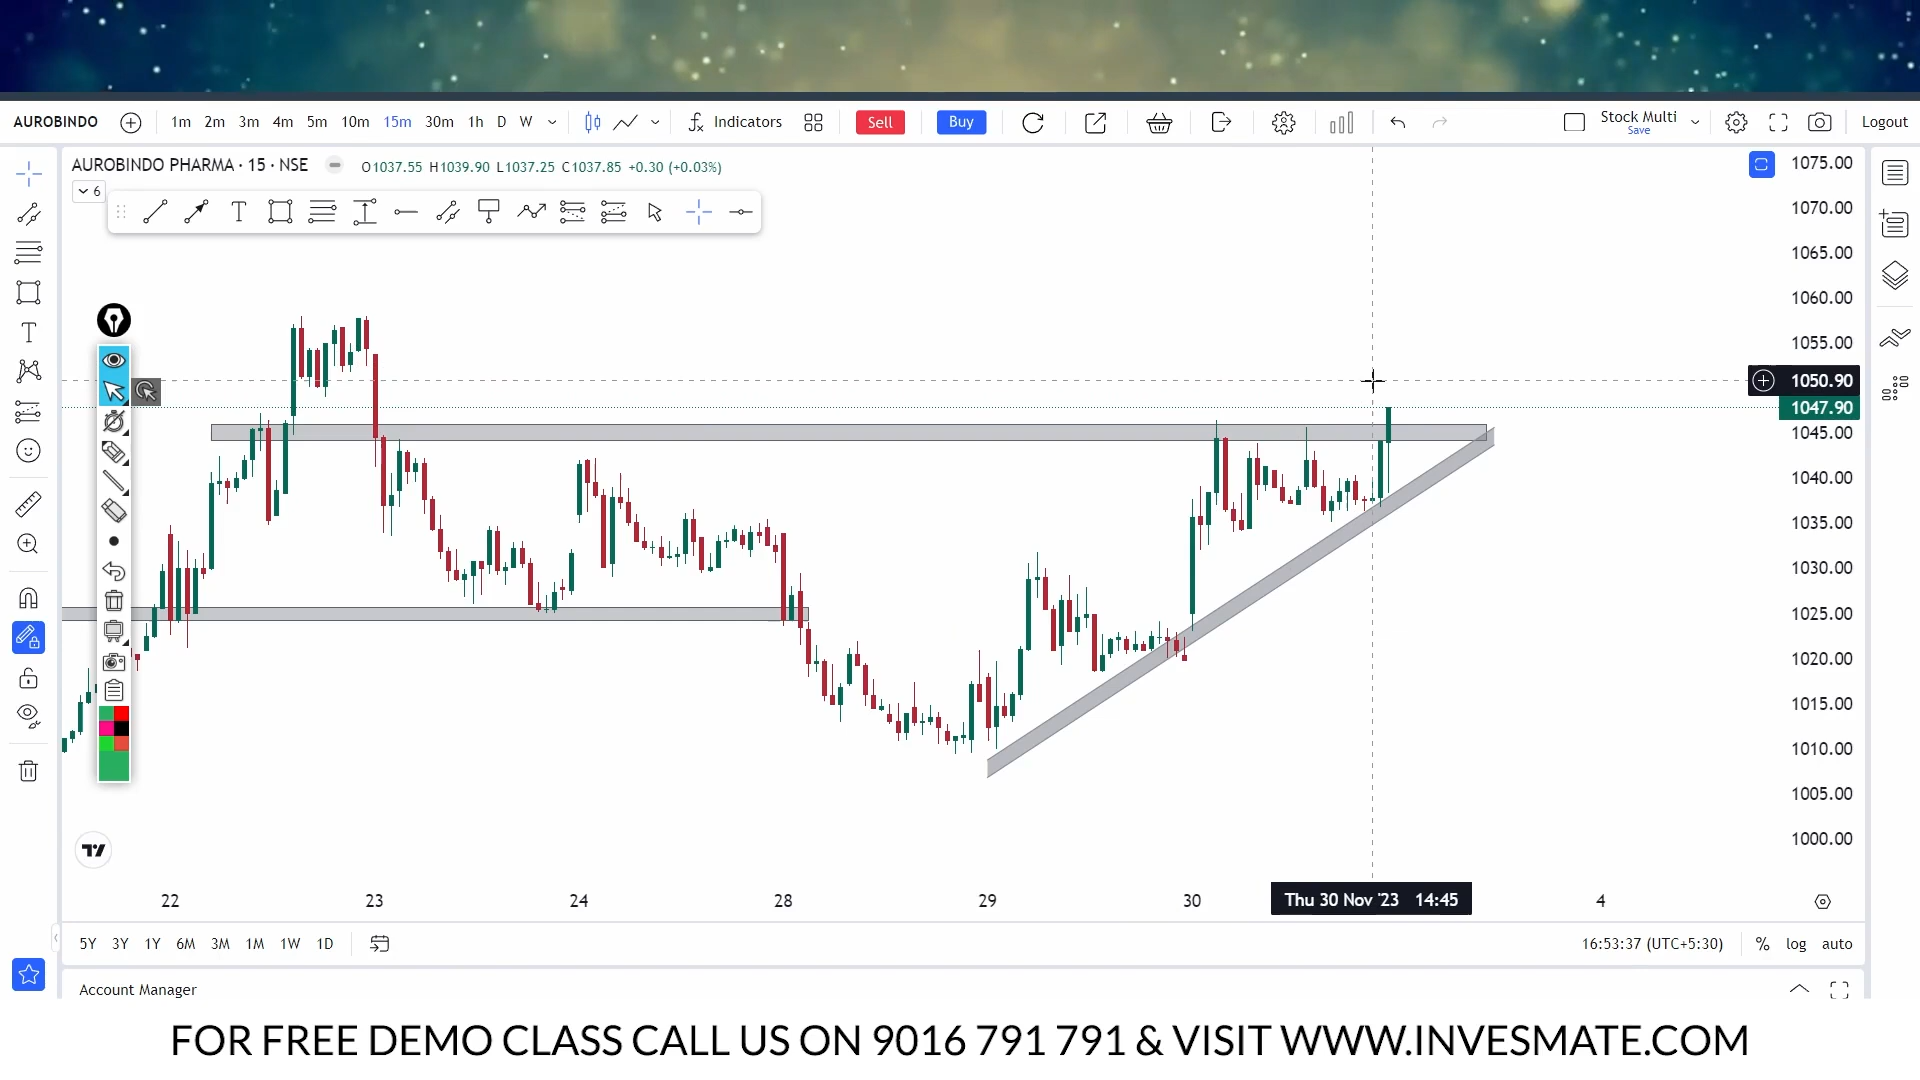 AUROBINDO 1m 2m 3m 4m 5m 10m 15m 30m 1h D W Indicators Sell Buy Stock Multi Logout
Save
AUROBINDO PHARMA · 15 · NSE O1037.55 H1039.90 L1037.25 C1037.85 +0.30 (+0.03%)
6
T
T
1075.00
1070.00
1065.00
1060.00
1055.00
1050.90
1047.90
1045.00
1040.00
1035.00
1030.00
1025.00
1020.00
1015.00
1010.00
1005.00
1000.00
22 23 24 28 29 30 Thu 30 Nov '23 14:45 4
5Y 3Y 1Y 6M 3M 1M 1W 1D 16:53:37 (UTC+5:30) % log auto
Account Manager
FOR FREE DEMO CLASS CALL US ON 9016 791 791 & VISIT WWW.INVESMATE.COM